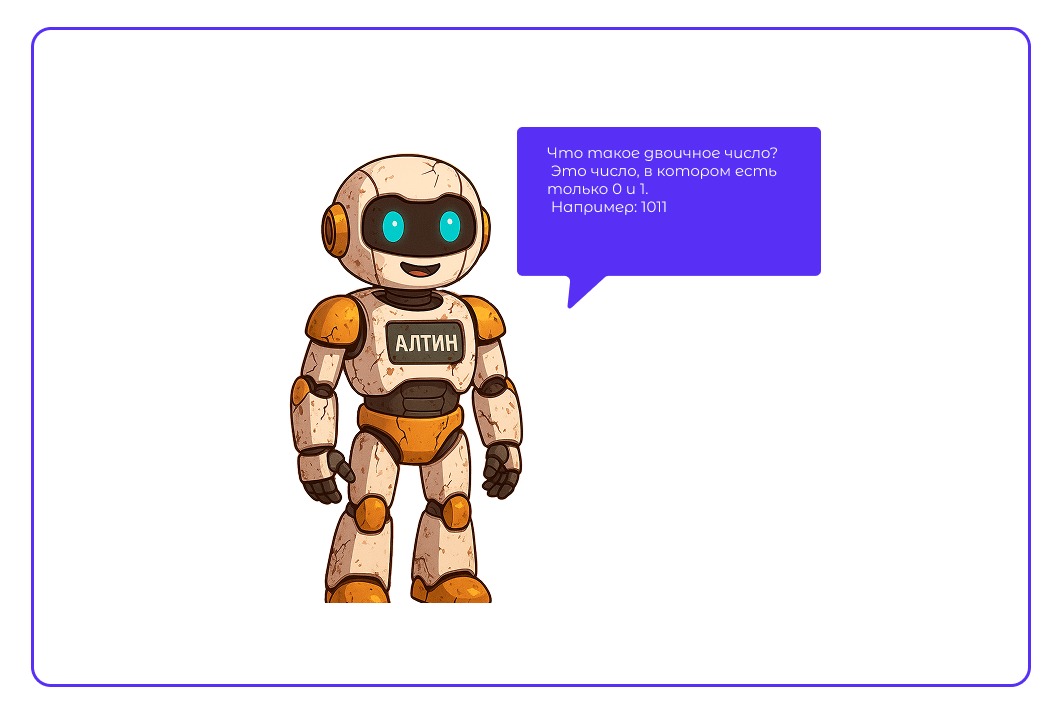 Что такое двоичное число?
Это число, в котором есть
только 0 и 1.
Например: 1011
АЛТИН